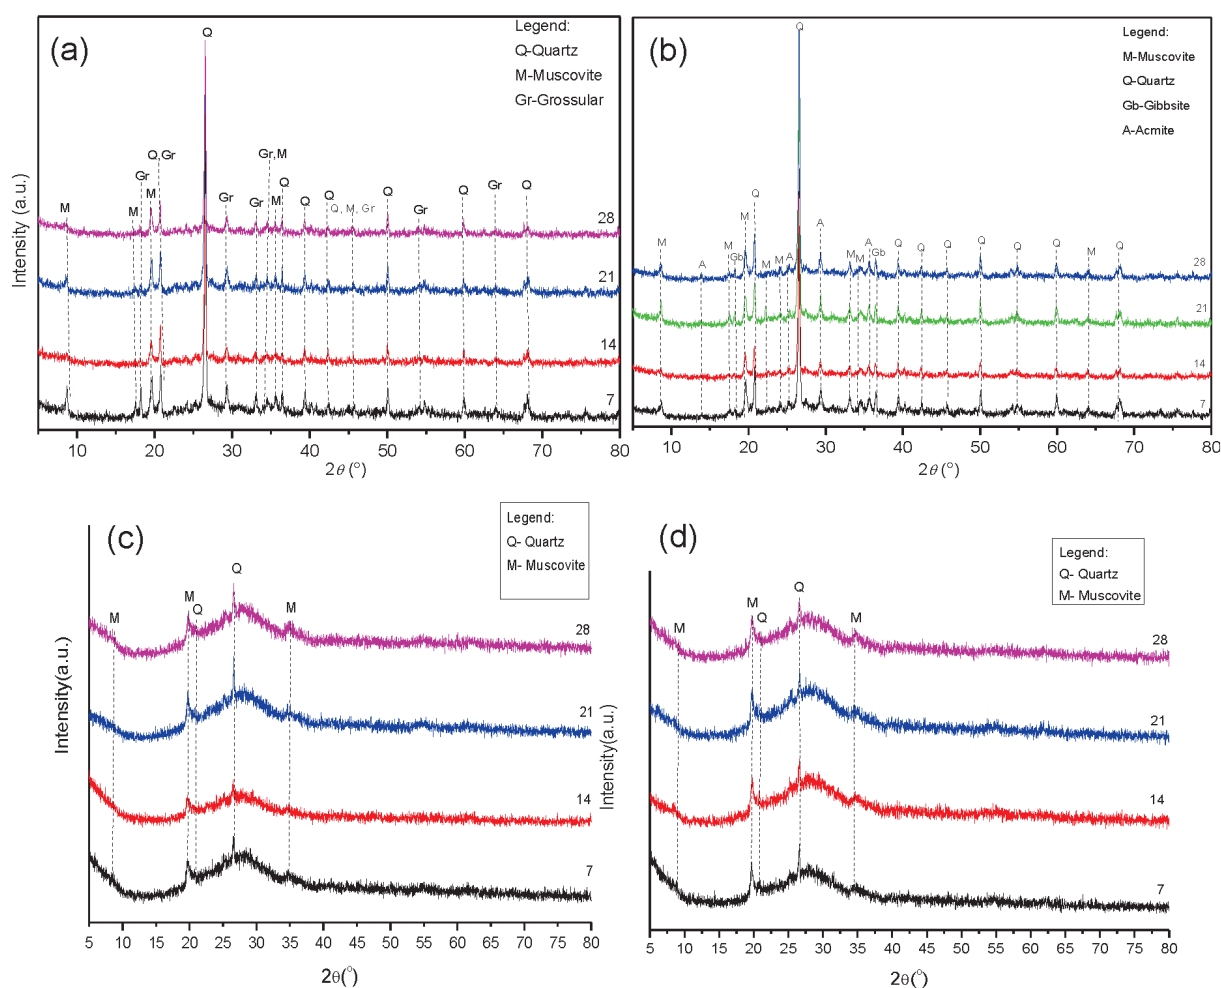 (a)
Legend:
Q-Quartz
M-Muscovite
Gr-Grossular
Intensity (a.u.)
Q
Q,Gr
Gr,M
M
M
Gr
M
Gr
Gr
M
Q
Q
Q
Q, M, Gr
Q
Gr
Q
Gr
Q
28
21
14
7
10 20 30 40 50 60 70 80
2θ (°)
(b)
Legend:
M-Muscovite
Q-Quartz
Gb-Gibbsite
A-Acmite
Q
M
A
M
Gb
M
Q
M
M
A
A
M
M
A
Gb
Q
Q
Q
Q
Q
Q
M
Q
28
21
14
7
10 20 30 40 50 60 70 80
2θ (°)
(c)
Legend:
Q- Quartz
M- Muscovite
Intensity(a.u.)
M
M
Q
Q
M
28
21
14
7
5 10 15 20 25 30 35 40 45 50 55 60 65 70 75 80
2θ(°)
(d)
Legend:
Q- Quartz
M- Muscovite
Intensity(a.u.)
M
M
Q
Q
M
28
21
14
7
5 10 15 20 25 30 35 40 45 50 55 60 65 70 75 80
2θ(°)